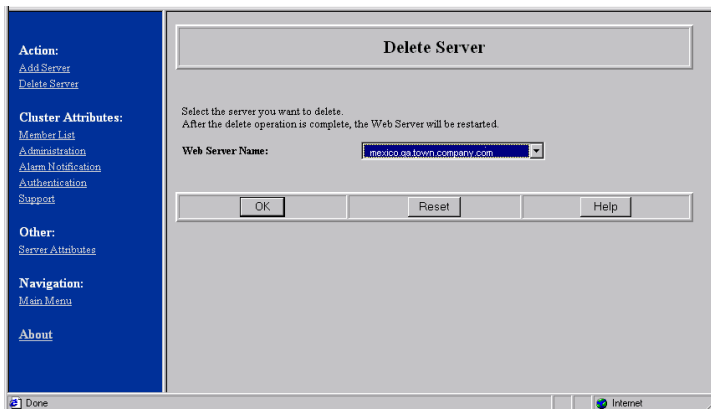 Action:
Add Server
Delete Server
Cluster Attributes:
Member List
Administration
Alarm Notification
Authentication
Support
Other:
Server Attributes
Navigation:
Main Menu
About
Delete Server
Select the server you want to delete.
After the delete operation is complete, the Web Server will be restarted.
Web Server Name:
mexico.qa.town.company.com
OK
Reset
Help
Done
Internet